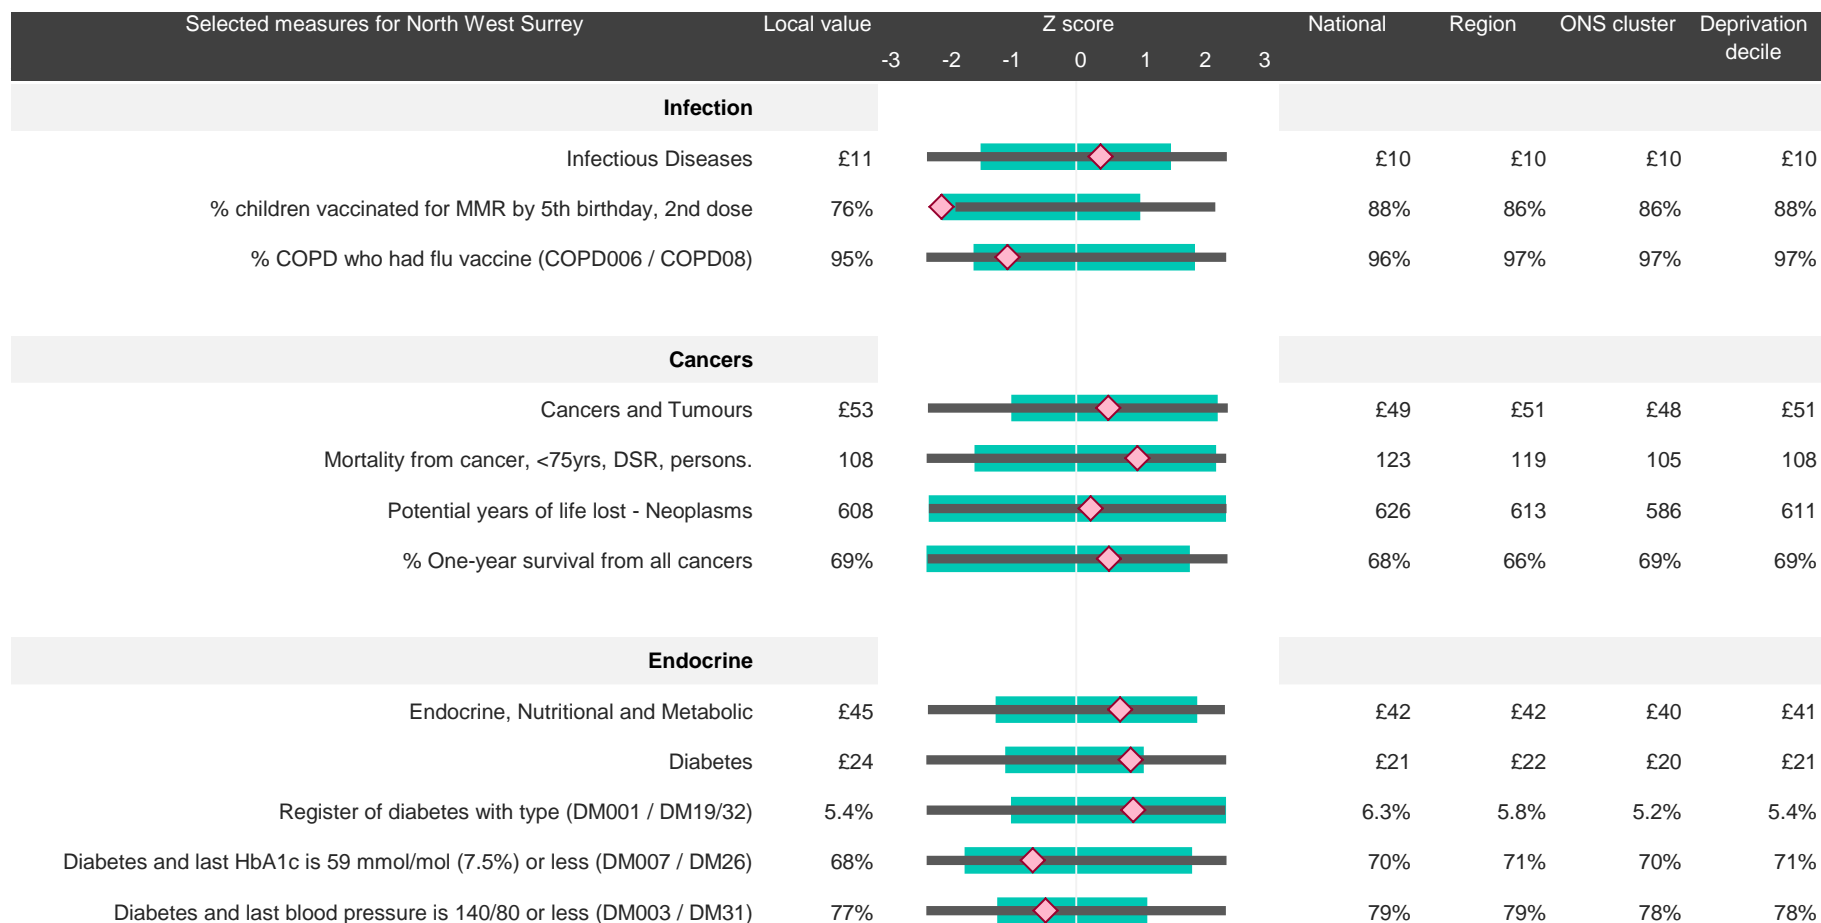 Selected measures for North West Surrey Local value Z score National Region ONS cluster Deprivation decile
-3 -2 -1 0 1 2 3
Infection
Infectious Diseases £11 £10 £10 £10 £10
% children vaccinated for MMR by 5th birthday, 2nd dose 76% 88% 86% 86% 88%
% COPD who had flu vaccine (COPD006 / COPD08) 95% 96% 97% 97% 97%
Cancers
Cancers and Tumours £53 £49 £51 £48 £51
Mortality from cancer, <75yrs, DSR, persons. 108 123 119 105 108
Potential years of life lost - Neoplasms 608 626 613 586 611
% One-year survival from all cancers 69% 68% 66% 69% 69%
Endocrine
Endocrine, Nutritional and Metabolic £45 £42 £42 £40 £41
Diabetes £24 £21 £22 £20 £21
Register of diabetes with type (DM001 / DM19/32) 5.4% 6.3% 5.8% 5.2% 5.4%
Diabetes and last HbA1c is 59 mmol/mol (7.5%) or less (DM007 / DM26) 68% 70% 71% 70% 71%
Diabetes and last blood pressure is 140/80 or less (DM003 / DM31) 77% 79% 79% 78% 78%